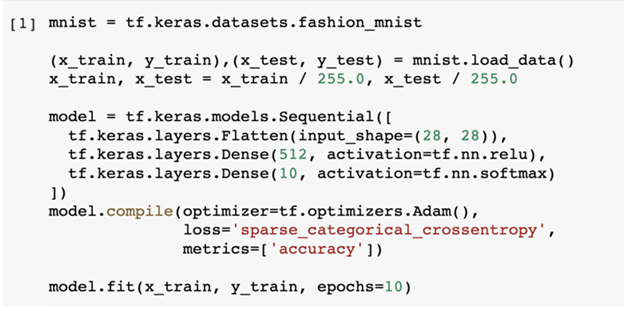 [1] mnist = tf.keras.datasets.fashion_mnist
(x_train, y_train),(x_test, y_test) = mnist.load_data()
x_train, x_test = x_train / 255.0, x_test / 255.0
model = tf.keras.models.Sequential([
  tf.keras.layers.Flatten(input_shape=(28, 28)),
  tf.keras.layers.Dense(512, activation=tf.nn.relu),
  tf.keras.layers.Dense(10, activation=tf.nn.softmax)
])
model.compile(optimizer=tf.optimizers.Adam(),
              loss='sparse_categorical_crossentropy',
              metrics=['accuracy'])
model.fit(x_train, y_train, epochs=10)